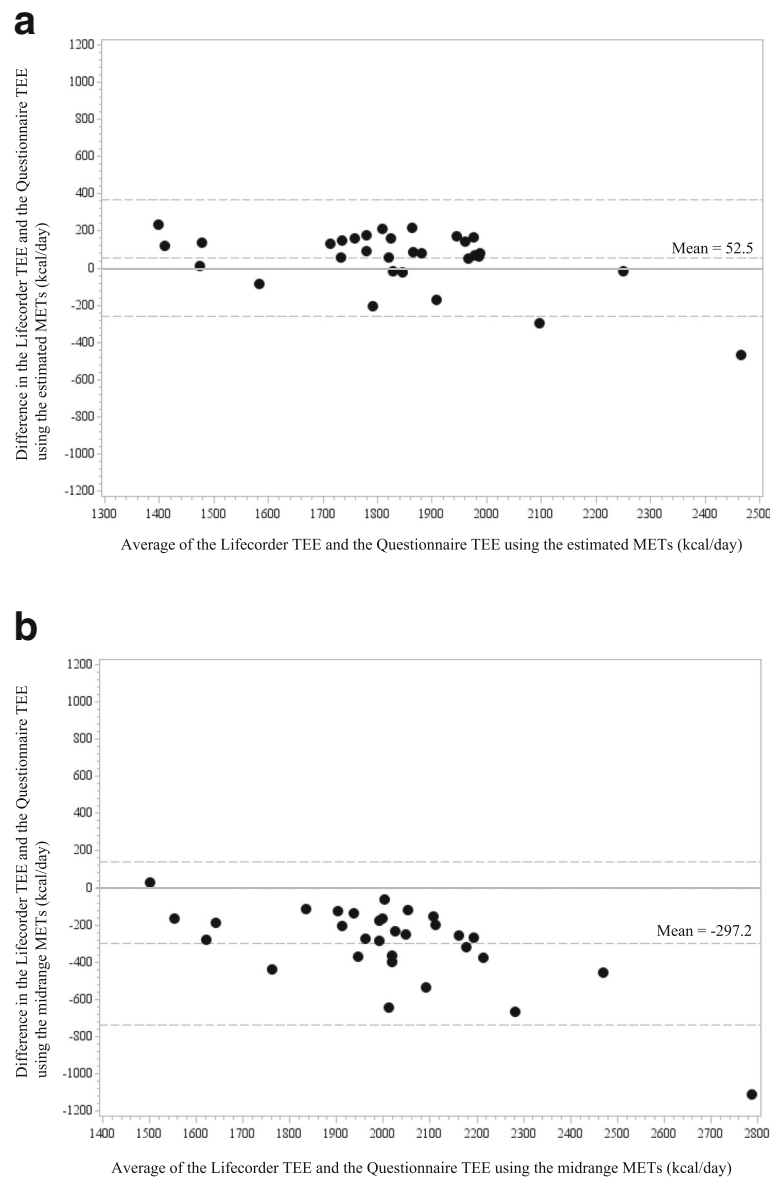 a
Difference in the Lifecorder TEE and the Questionnaire TEE
using the estimated METs (kcal/day)
1200
1000
800
600
400
200
0
-200
-400
-600
-800
-1000
-1200
Mean = 52.5
1300 1400 1500 1600 1700 1800 1900 2000 2100 2200 2300 2400 2500
Average of the Lifecorder TEE and the Questionnaire TEE using the estimated METs (kcal/day)
b
Difference in the Lifecorder TEE and the Questionnaire TEE
using the midrange METs (kcal/day)
1200
1000
800
600
400
200
0
-200
-400
-600
-800
-1000
-1200
Mean = -297.2
1400 1500 1600 1700 1800 1900 2000 2100 2200 2300 2400 2500 2600 2700 2800
Average of the Lifecorder TEE and the Questionnaire TEE using the midrange METs (kcal/day)